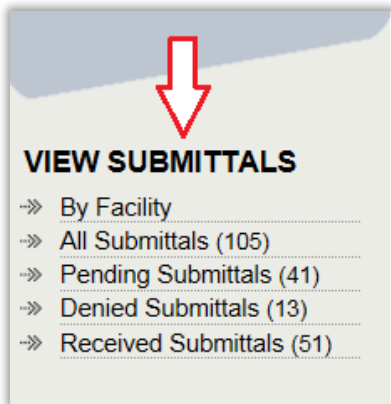 VIEW SUBMITTALS
By Facility
All Submittals (105)
Pending Submittals (41)
Denied Submittals (13)
Received Submittals (51)